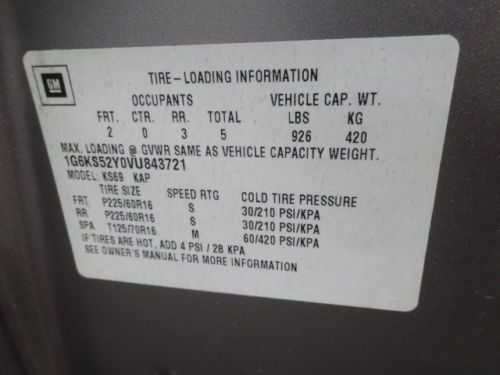 GM
TIRE-LOADING INFORMATION
OCCUPANTS VEHICLE CAP. WT.
FRT. CTR. RR. TOTAL LBS KG
2 0 3 5 926 420
MAX. LOADING @ GVWR SAME AS VEHICLE CAPACITY WEIGHT.
1G6KS52Y0VU843721
MODEL: KS69 KAP
TIRE SIZE SPEED RTG COLD TIRE PRESSURE
FRT P225/60R16 S 30/210 PSI/KPA
RR P225/60R16 S 30/210 PSI/KPA
SPA T125/70R16 M 60/420 PSI/KPA
IF TIRES ARE HOT, ADD 4 PSI / 28 KPA
SEE OWNER'S MANUAL FOR MORE INFORMATION